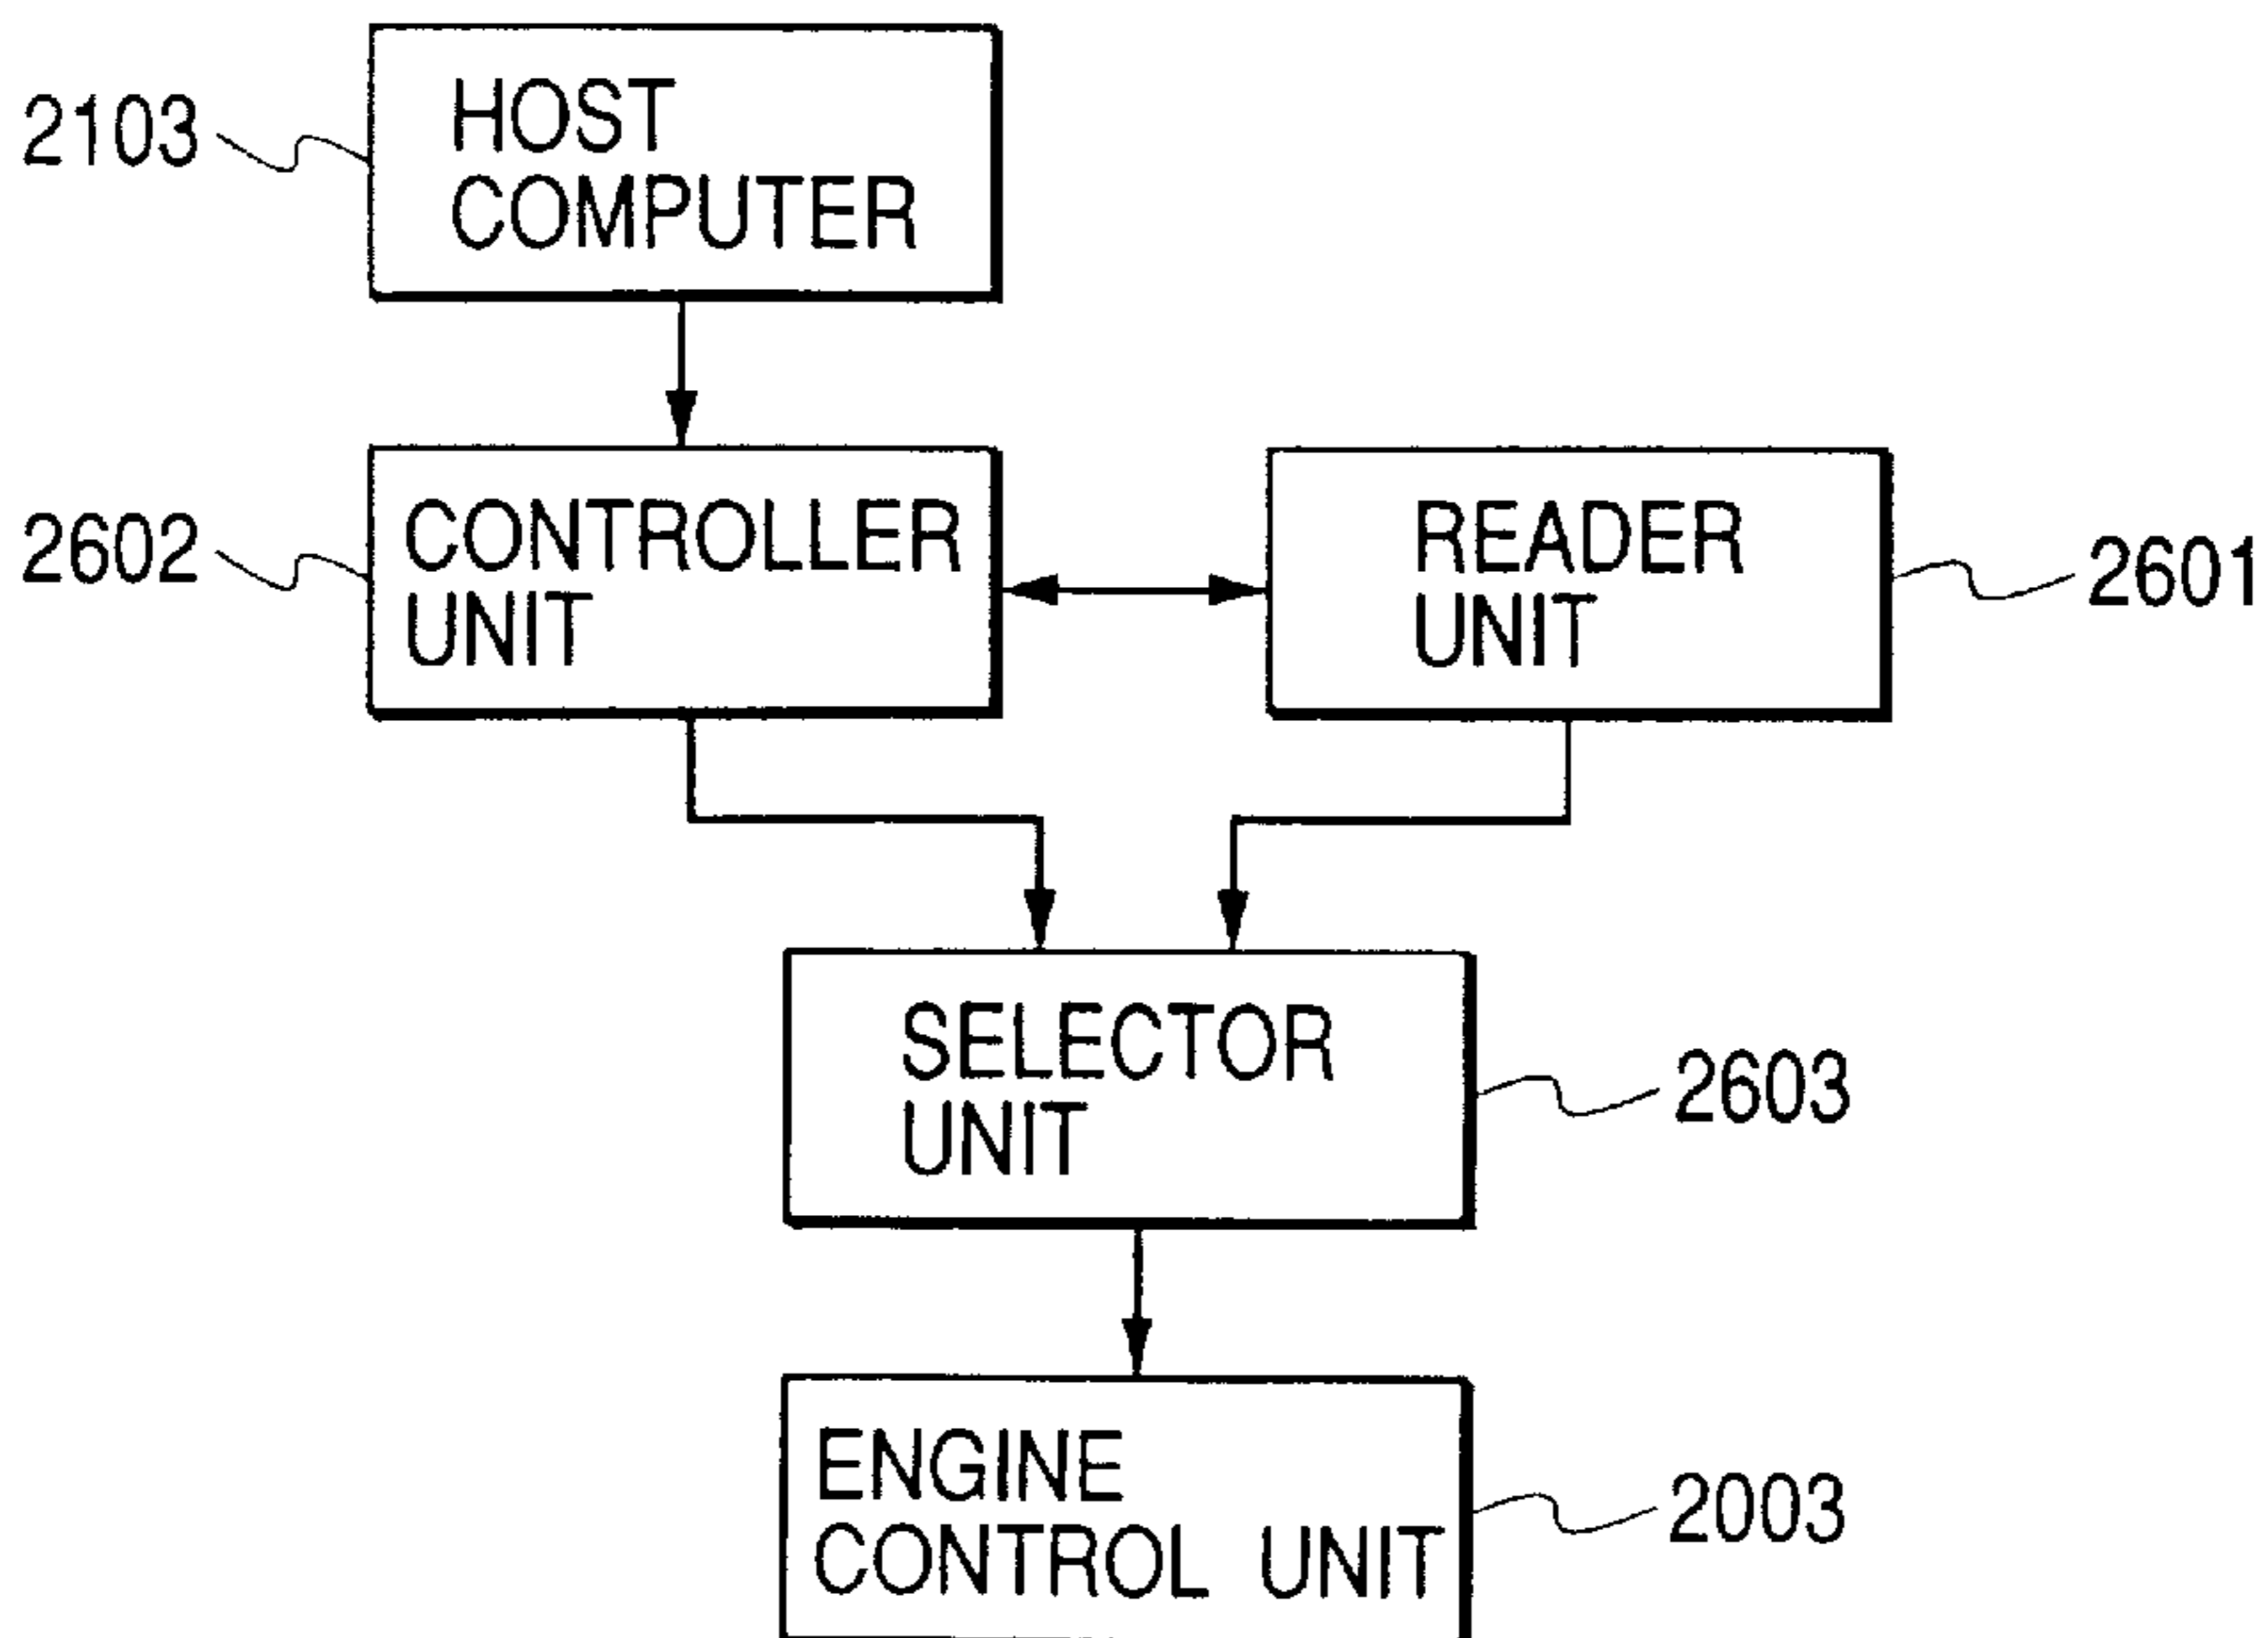 2103
HOST
COMPUTER
2602
CONTROLLER
UNIT
READER
UNIT
2601
SELECTOR
UNIT
2603
ENGINE
CONTROL UNIT
2003